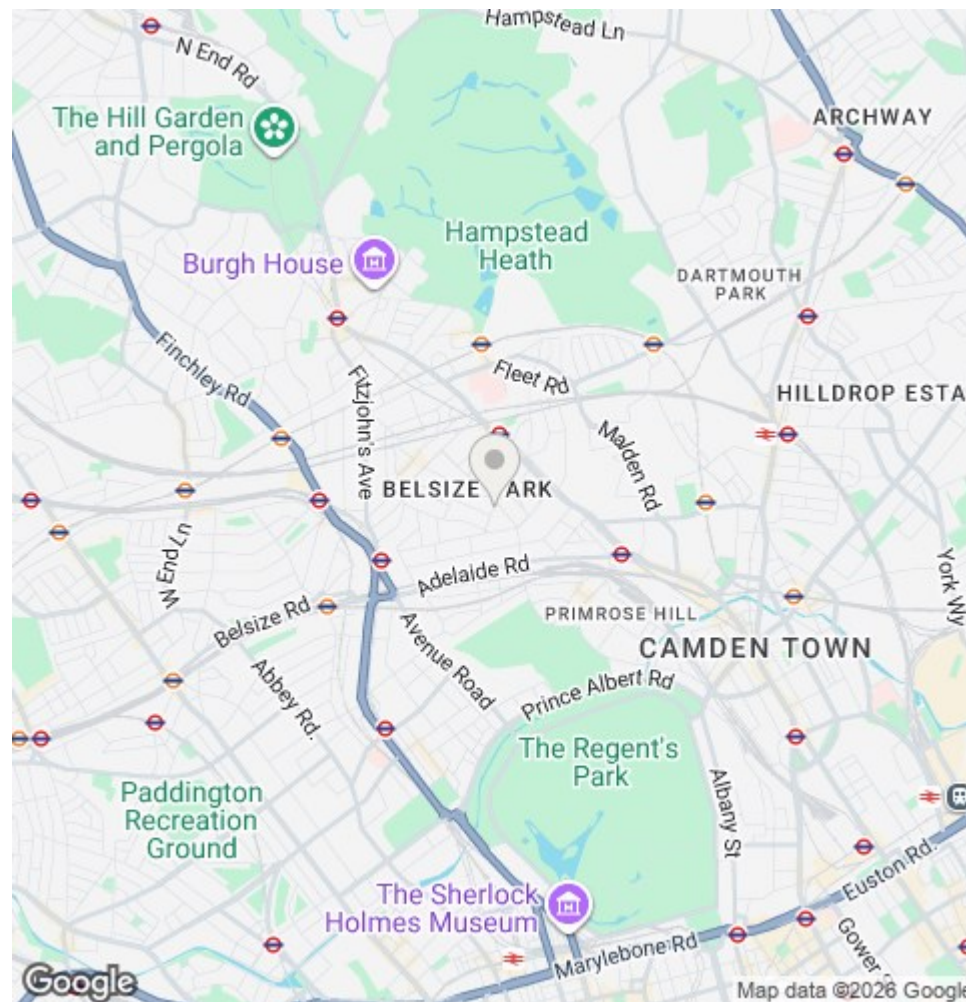 Hampstead Ln
N End Rd
The Hill Garden
and Pergola
ARCHWAY
Hampstead
Heath
Burgh House
DARTMOUTH
PARK
Finchley Rd
Fitzjohn's Ave
Fleet Rd
HILLDROP ESTA
Malden Rd
BELSIZE ARK
W End Ln
Adelaide Rd
York Wy
Belsize Rd
PRIMROSE HILL
Avenue Road
CAMDEN TOWN
Abbey Rd.
Prince Albert Rd
The Regent's
Park
Albany St
Paddington
Recreation
Ground
Euston Rd.
The Sherlock
Holmes Museum
Gower
Marylebone Rd
Google
Map data ©2026 Google